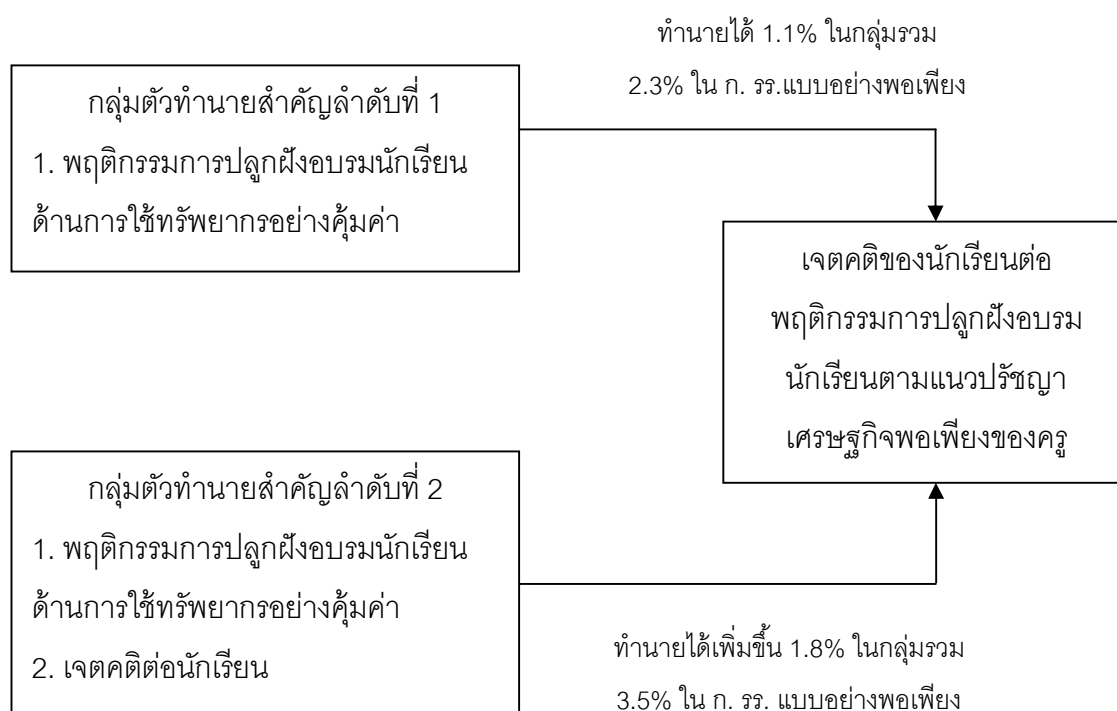 ทำนายได้ 1.1% ในกลุ่มรวม
2.3% ใน ก. รร.แบบอย่างพอเพียง
กลุ่มตัวทำนายสำคัญลำดับที่ 1
1. พฤติกรรมการปลูกฝังอบรมนักเรียน
ด้านการใช้ทรัพยากรอย่างคุ้มค่า
เจตคติของนักเรียนต่อ
พฤติกรรมการปลูกฝังอบรม
นักเรียนตามแนวปรัชญา
เศรษฐกิจพอเพียงของครู
กลุ่มตัวทำนายสำคัญลำดับที่ 2
1. พฤติกรรมการปลูกฝังอบรมนักเรียน
ด้านการใช้ทรัพยากรอย่างคุ้มค่า
2. เจตคติต่อนักเรียน
ทำนายได้เพิ่มขึ้น 1.8% ในกลุ่มรวม
3.5% ใน ก. รร. แบบอย่างพอเพียง